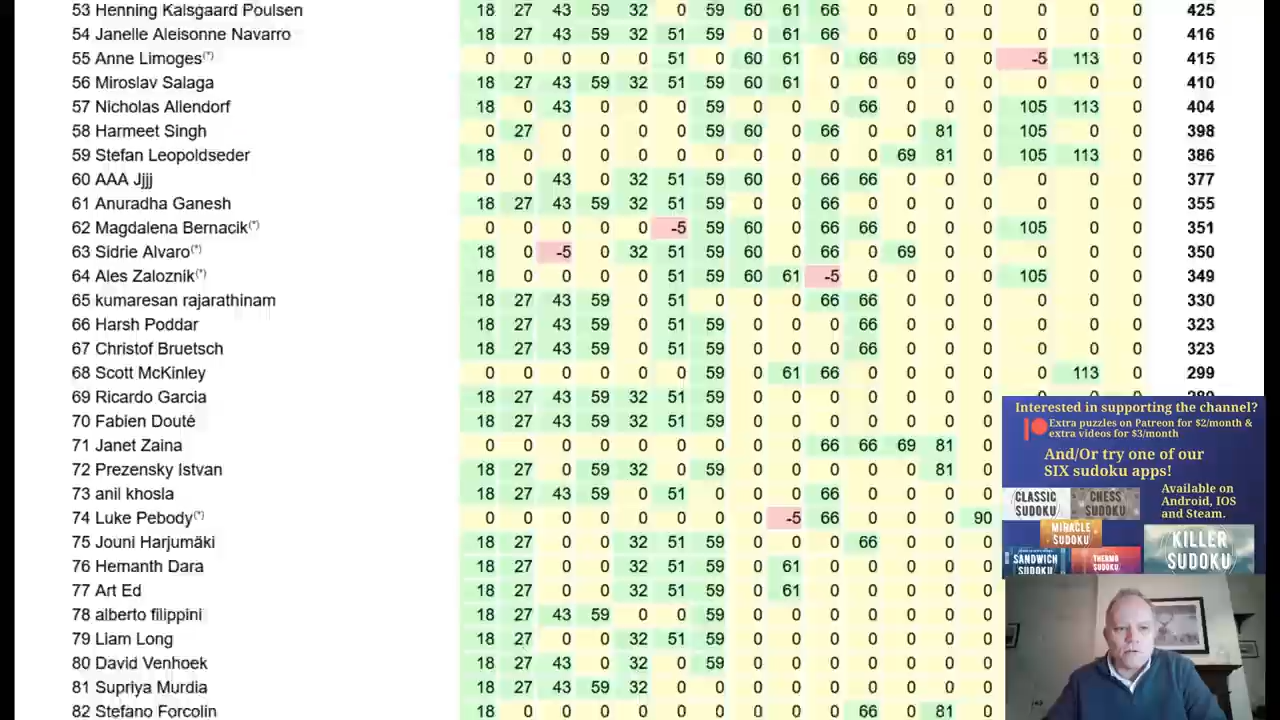 53 Henning Kalsgaard Poulsen 18 27 43 59 32 0 59 60 61 66 0 0 0 0 0 0 0 425
54 Janelle Aleisonne Navarro 18 27 43 59 32 51 59 0 61 66 0 0 0 0 0 0 0 416
55 Anne Limoges(*) 0 0 0 0 0 51 0 60 61 0 66 69 0 0 -5 113 0 415
56 Miroslav Salaga 18 27 43 59 32 51 59 60 61 0 0 0 0 0 0 0 0 410
57 Nicholas Allendorf 18 0 43 0 0 0 59 0 0 0 66 0 0 0 105 113 0 404
58 Harmeet Singh 0 27 0 0 0 0 59 60 0 66 0 0 81 0 105 0 0 398
59 Stefan Leopoldseder 18 0 0 0 0 0 0 0 0 0 0 69 81 0 105 113 0 386
60 AAA Jjjj 0 0 43 0 32 51 59 60 0 66 66 0 0 0 0 0 0 377
61 Anuradha Ganesh 18 27 43 59 32 51 59 0 0 66 0 0 0 0 0 0 0 355
62 Magdalena Bernacik(*) 0 0 0 0 0 -5 59 60 0 66 66 0 0 0 105 0 0 351
63 Sidrie Alvaro(*) 18 0 -5 0 32 51 59 60 0 66 0 69 0 0 0 0 0 350
64 Ales Zaloznik(*) 18 0 0 0 0 51 59 60 61 -5 0 0 0 0 105 0 0 349
65 kumaresan rajarathinam 18 27 43 59 0 51 0 0 0 66 66 0 0 0 0 0 0 330
66 Harsh Poddar 18 27 43 59 0 51 59 0 0 0 66 0 0 0 0 0 0 323
67 Christof Bruetsch 18 27 43 59 0 51 59 0 0 0 66 0 0 0 0 0 0 323
68 Scott McKinley 0 0 0 0 0 0 59 0 61 66 0 0 0 0 0 113 0 299
69 Ricardo Garcia 18 27 43 59 32 51 59 0 0 0 0 0 0 0
70 Fabien Douté 18 27 43 59 32 51 59 0 0 0 0 0 0 0
71 Janet Zaina 0 0 0 0 0 0 0 0 0 66 66 69 81 0
72 Prezensky Istvan 18 27 0 59 32 0 59 0 0 0 0 0 81 0
73 anil khosla 18 27 43 59 0 51 0 0 0 66 0 0 0 0
74 Luke Pebody(*) 0 0 0 0 0 0 0 0 -5 66 0 0 0 90
75 Jouni Harjumäki 0 0 0 0 32 51 59 0 0 0 66 0 0 0
76 Hemanth Dara 0 0 0 0 32 51 59 0 61 0 0 0 0 0
77 Art Ed 0 0 0 0 32 51 59 0 61 0 0 0 0 0
78 alberto filippini 18 27 43 59 0 0 59 0 0 0 0 0 0 0
79 Liam Long 18 27 0 0 32 51 59 0 0 0 0 0 0 0
80 David Venhoek 18 27 43 0 32 0 59 0 0 0 0 0 0 0
81 Supriya Murdia 18 27 43 59 32 0 0 0 0 0 0 0 0 0
82 Stefano Forcolin 18 0 0 0 0 0 0 0 0 0 66 0 81 0
Interested in supporting the channel?
Extra puzzles on Patreon for $2/month &
extra videos for $3/month
And/Or try one of our
SIX sudoku apps!
Available on
Android, IOS
and Steam.
CLASSIC
SUDOKU
CHESS
SUDOKU
MIRACLE
SUDOKU
SANDWICH
SUDOKU
THERMO
SUDOKU
KILLER
SUDOKU